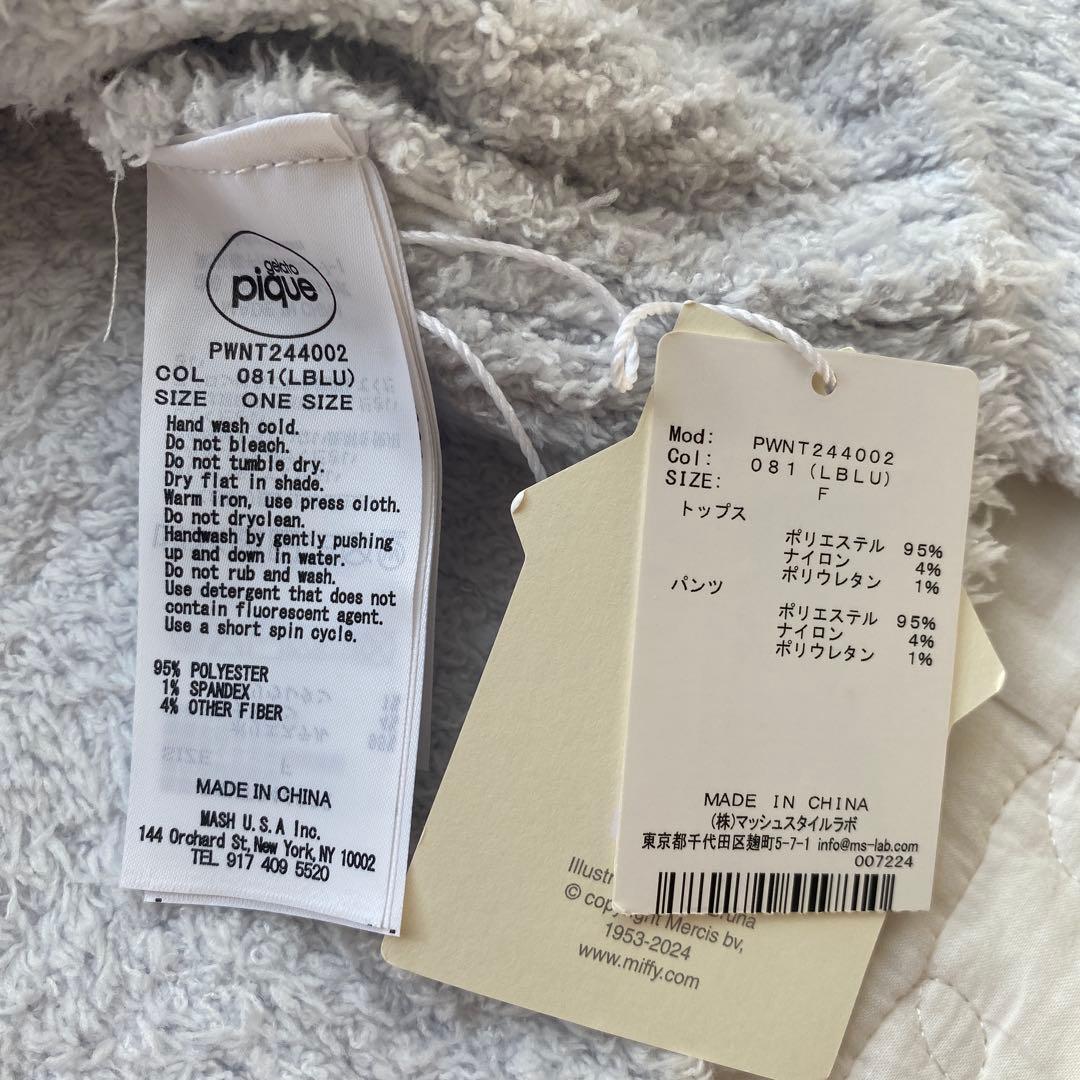 gelato
pique
PWNT244002
COL 081(LBLU)
SIZE ONE SIZE
Hand wash cold.
Do not bleach.
Do not tumble dry.
Dry flat in shade.
Warm iron, use press cloth.
Do not dryclean.
Handwash by gently pushing
up and down in water.
Do not rub and wash.
Use detergent that does not
contain fluorescent agent.
Use a short spin cycle.
95% POLYESTER
1% SPANDEX
4% OTHER FIBER
MADE IN CHINA
MASH U.S.A Inc.
144 Orchard St, New York, NY 10002
TEL 917 409 5520
Mod: PWNT244002
Col: 081 (LBLU)
SIZE: F
トップス
ポリエステル 95%
ナイロン 4%
ポリウレタン 1%
パンツ
ポリエステル 95%
ナイロン 4%
ポリウレタン 1%
MADE IN CHINA
(株)マッシュスタイルラボ
東京都千代田区麹町5-7-1 info@ms-lab.com
007224
© copyright Mercis bv,
1953-2024
www.miffy.com